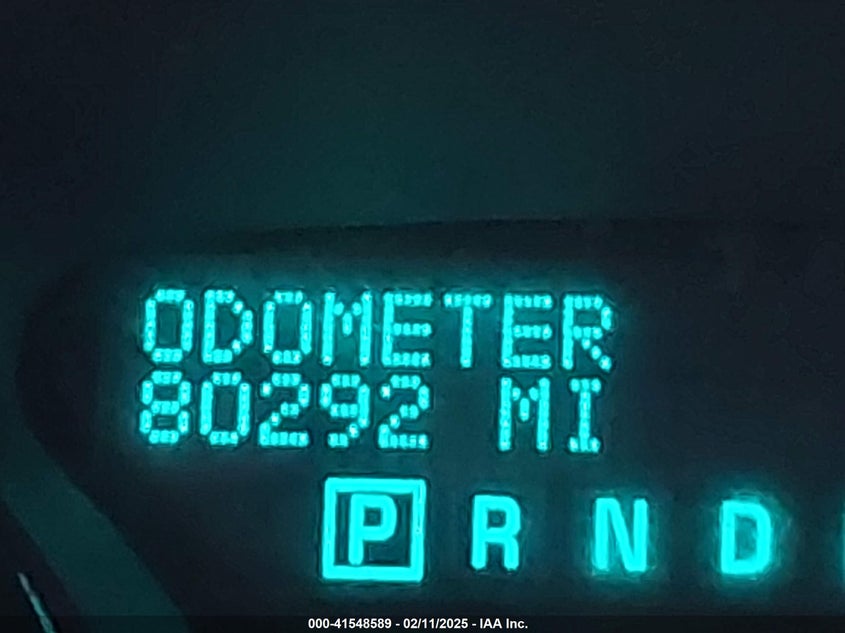 ODOMETER
80292 MI
P R N D
000-41548589 - 02/11/2025 - IAA Inc.